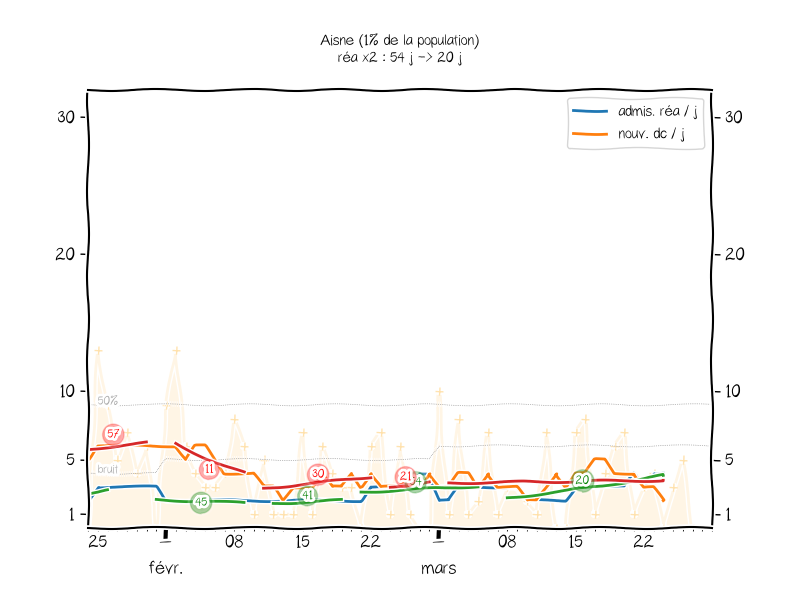 Aisne (1% de la population)
réa x2 : 54 j -> 20 j
admis. réa / j
nouv. dc / j
30 30
20 20
10 10
50%
57
5 5
bruit
11
30
21
20
45
41
1 1
25 08 15 22 08 15 22
févr. mars